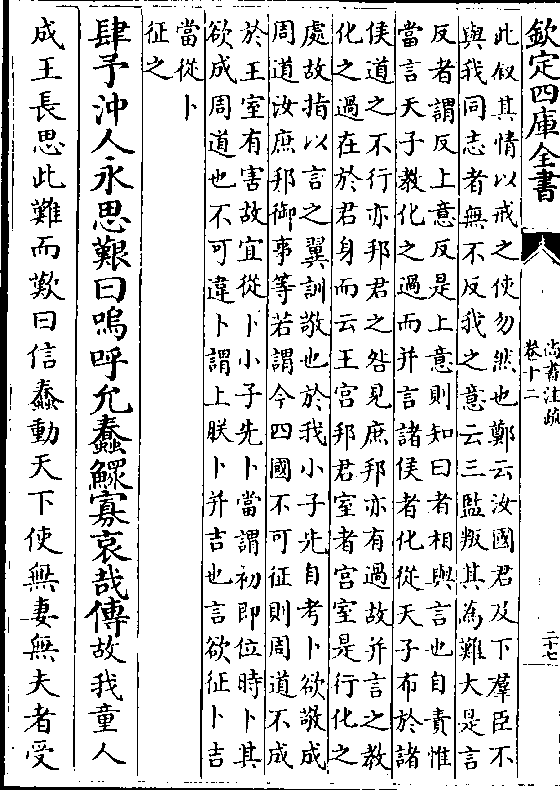 欽定四庫全書
尚書注疏
卷十二
二十七
此叙其情以戒之使勿然也鄭云汝國君及下羣臣不
與我同志者無不反我之意云三監叛其為難大是言
反者謂反上意反是上意則知曰者相與言也自責惟
當言天子教化之過而并言諸侯者化從天子布於諸
侯道之不行亦邦君之咎見庶邦亦有過故并言之教
化之過在於君身而云王宫邦君室者宫室是行化之
處故指以言之翼訓敬也於我小子先自考卜欲敬成
周道汝庶邦御事等若謂今四國不可征則周道不成
於王室有害故宜從卜小子先卜當謂初即位時卜其
欲成周道也不可違卜謂上朕卜并吉也言欲征卜吉
當從卜
征之
肆予沖人永思艱曰嗚呼允蠢鰥寡哀哉傳故我童人
成王長思此難而歎曰信蠢動天下使無妻無夫者受